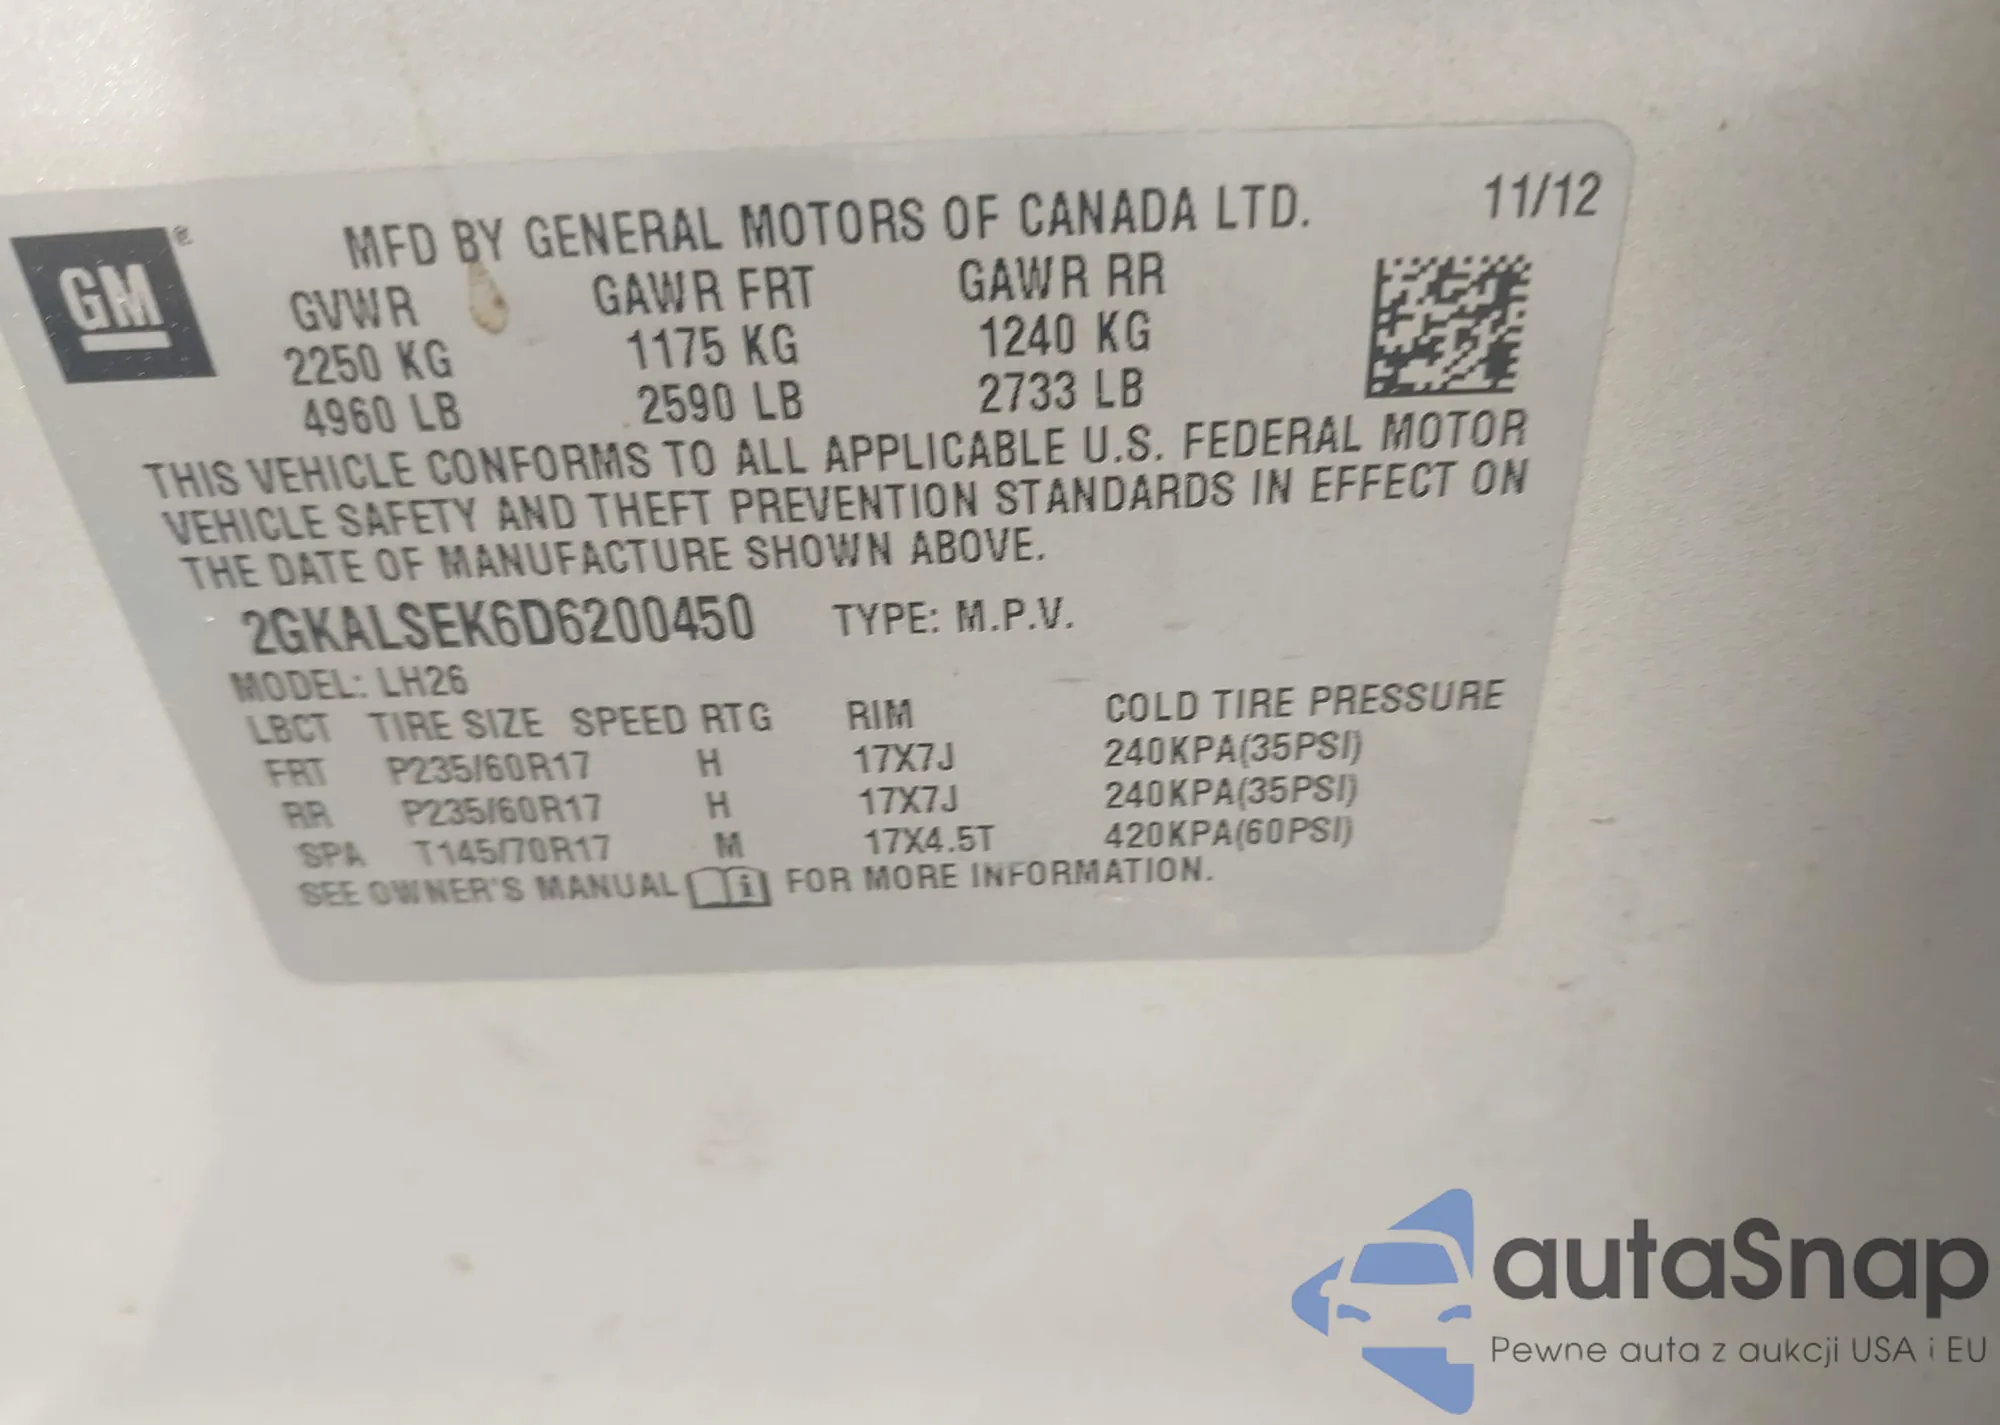 GM®
MFD BY GENERAL MOTORS OF CANADA LTD. 11/12
GVWR GAWR FRT GAWR RR
2250 KG 1175 KG 1240 KG
4960 LB 2590 LB 2733 LB
THIS VEHICLE CONFORMS TO ALL APPLICABLE U.S. FEDERAL MOTOR
VEHICLE SAFETY AND THEFT PREVENTION STANDARDS IN EFFECT ON
THE DATE OF MANUFACTURE SHOWN ABOVE.
2GKALSEK6D6200450 TYPE: M.P.V.
MODEL: LH26
LBCT TIRE SIZE SPEED RTG RIM COLD TIRE PRESSURE
FRT P235/60R17 H 17X7J 240KPA(35PSI)
RR P235/60R17 H 17X7J 240KPA(35PSI)
SPA T145/70R17 M 17X4.5T 420KPA(60PSI)
SEE OWNER'S MANUAL i FOR MORE INFORMATION.
autaSnap
Pewne auta z aukcji USA i EU